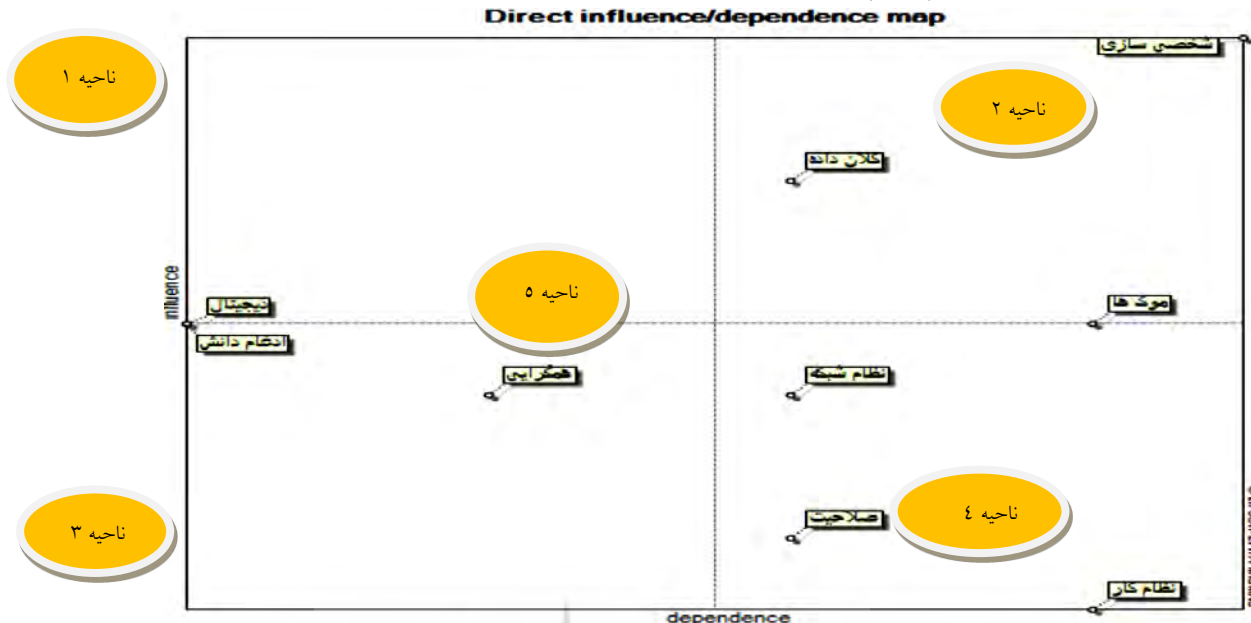 Direct influence/dependence map
شخصی سازی
ناحیه ۱
ناحیه ۲
کلان داده
ناحیه ۵
influence
دیجیتال
موک ها
ادغام دانش
همگرایی
نظام شبکه
صلاحیت
ناحیه ٤
ناحیه ۳
نظام کار
dependence